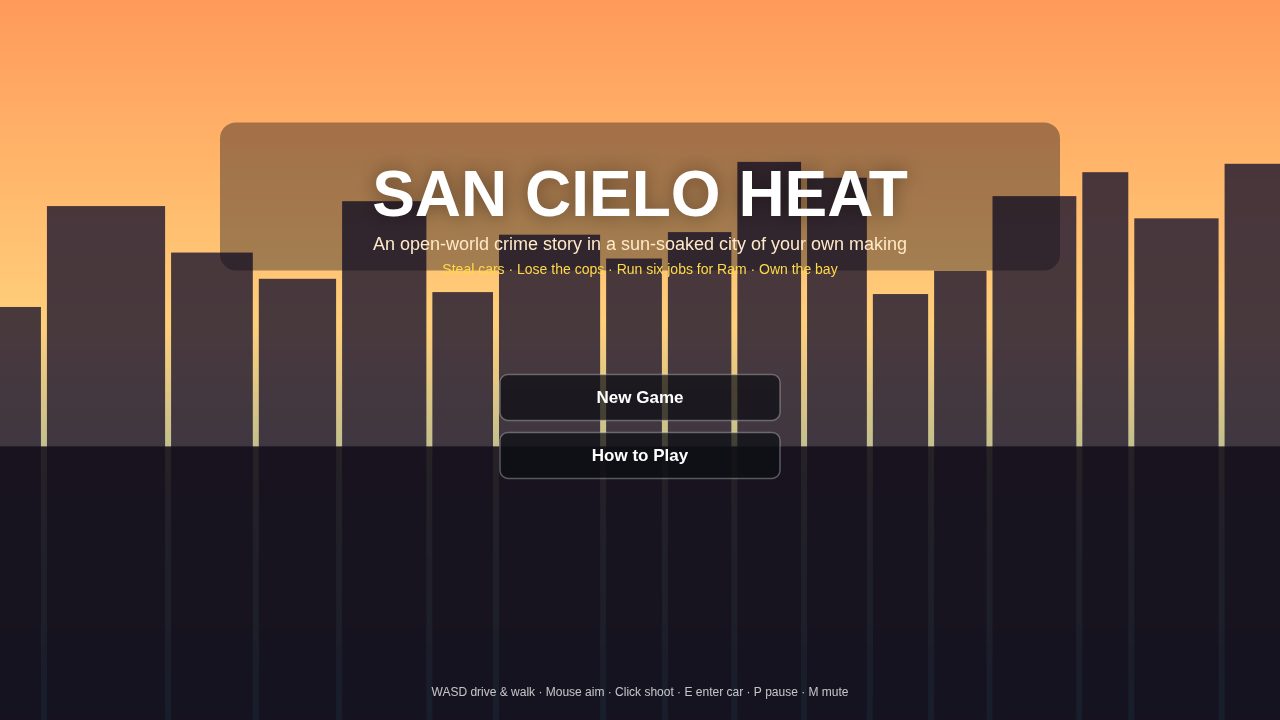 SAN CIELO HEAT
An open-world crime story in a sun-soaked city of your own making
Steal cars · Lose the cops · Run six jobs for Ram · Own the bay
New Game
How to Play
WASD drive & walk · Mouse aim · Click shoot · E enter car · P pause · M mute